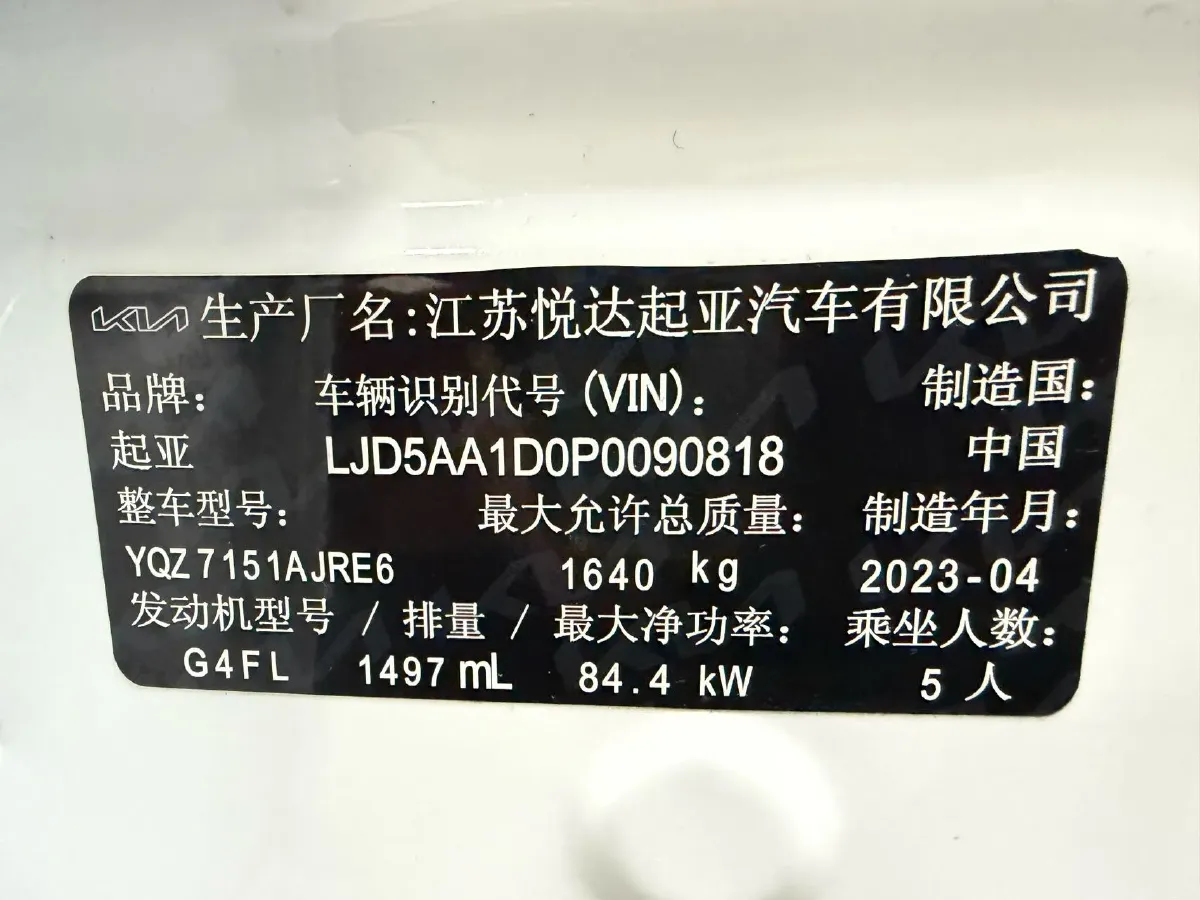 KIA 生产厂名:江苏悦达起亚汽车有限公司
品牌: 车辆识别代号(VIN): 制造国:
起亚 LJD5AA1D0P0090818 中国
整车型号: 最大允许总质量: 制造年月:
YQZ7151AJRE6 1640 kg 2023-04
发动机型号 / 排量 / 最大净功率: 乘坐人数:
G4FL 1497 mL 84.4 kW 5 人